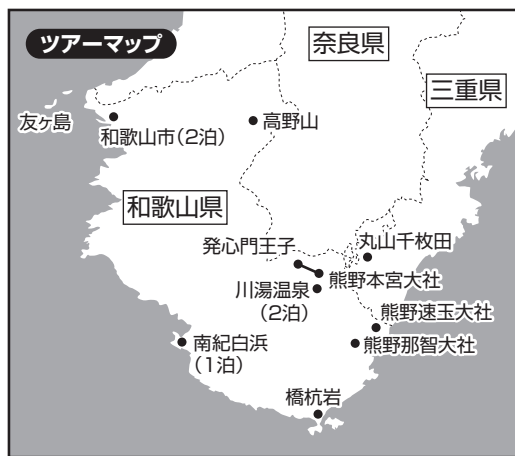 ツアーマップ
奈良県
三重県
友ヶ島
和歌山市(2泊)
高野山
和歌山県
発心門王子
丸山千枚田
熊野本宮大社
川湯温泉
(2泊)
熊野速玉大社
南紀白浜
(1泊)
熊野那智大社
橋杭岩